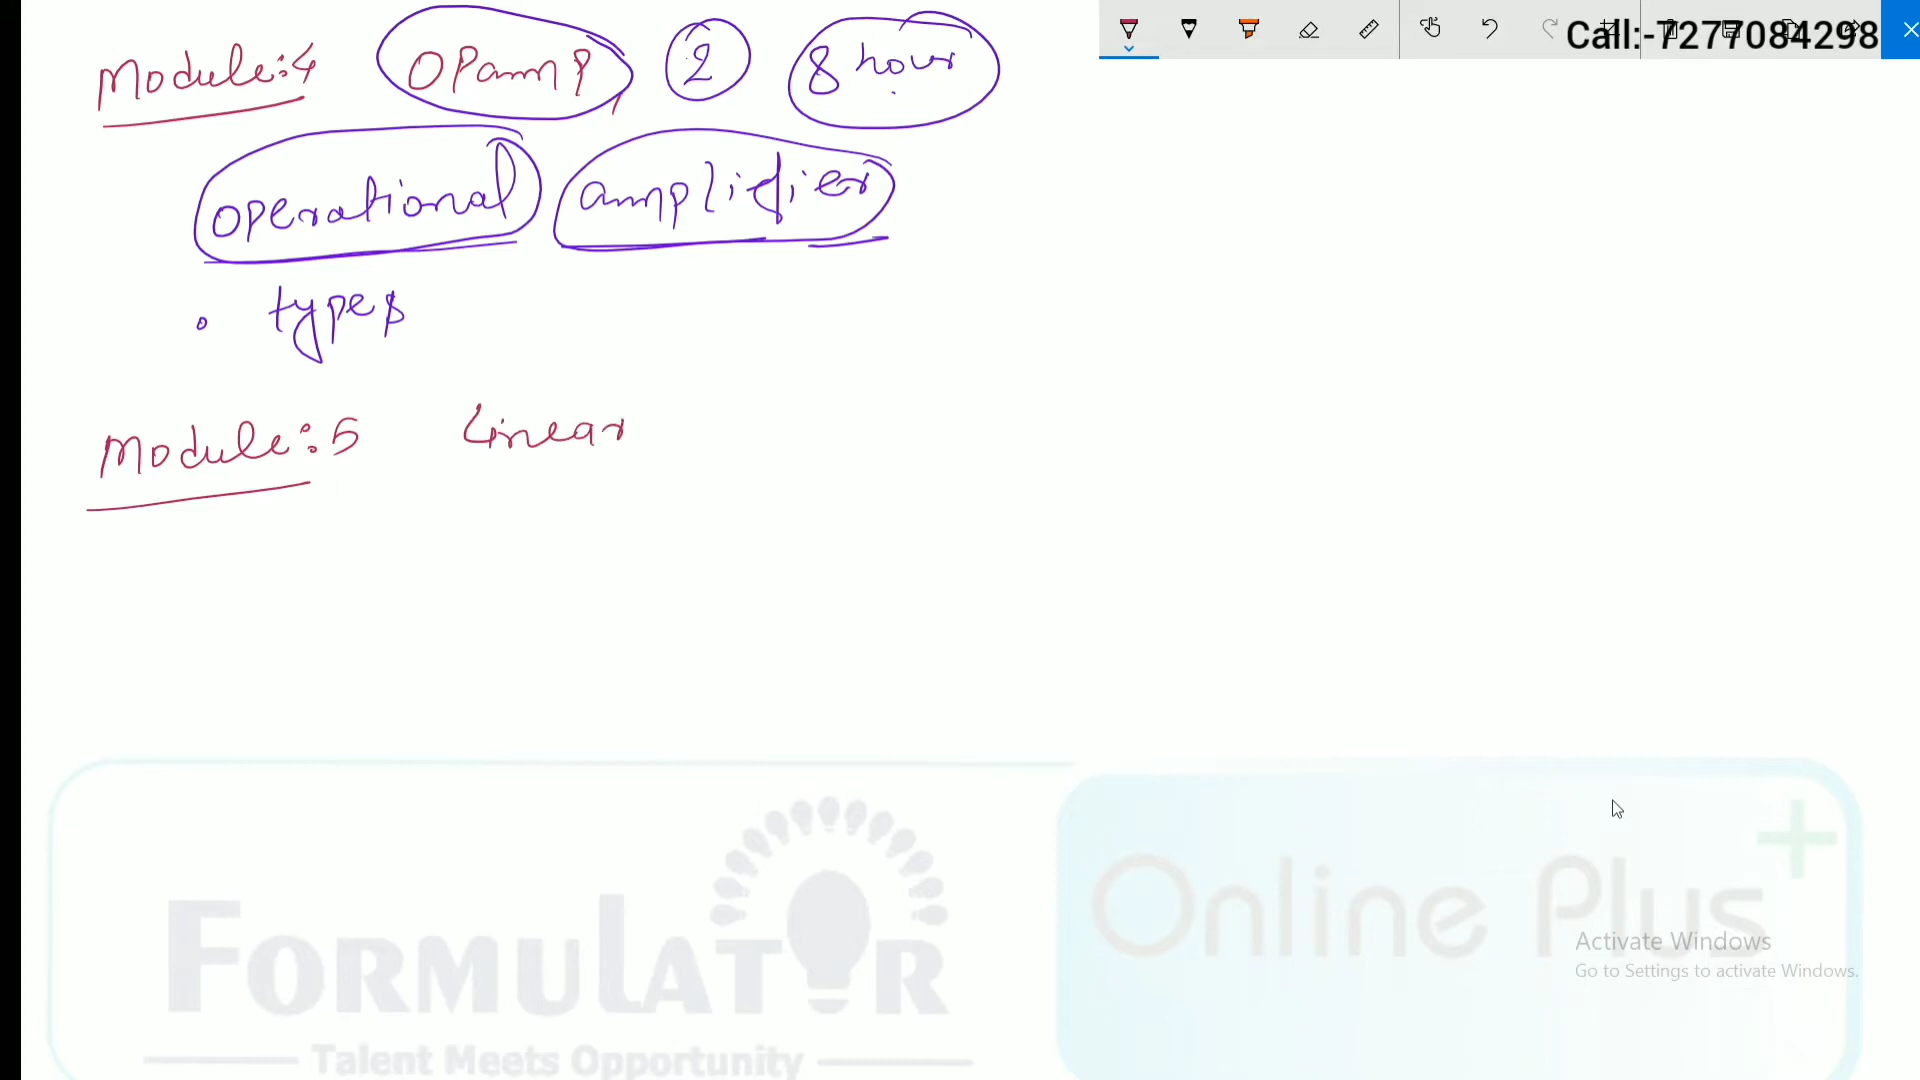 Module:4 OPamp, 2 8 hour
Call:-7277084298
operational amplifier
• types
Module:5 Linear
FORMULATOR
Talent Meets Opportunity
Online Plus
Activate Windows
Go to Settings to activate Windows.